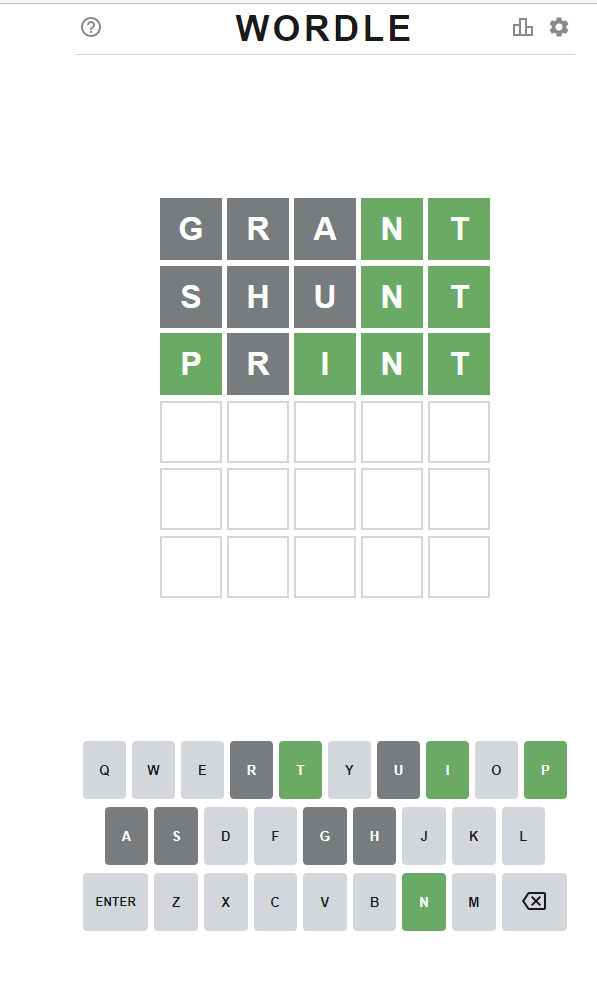 WORDLE
G R A N T
S H U N T
P R I N T
Q W E R T Y U I O P
A S D F G H J K L
ENTER Z X C V B N M